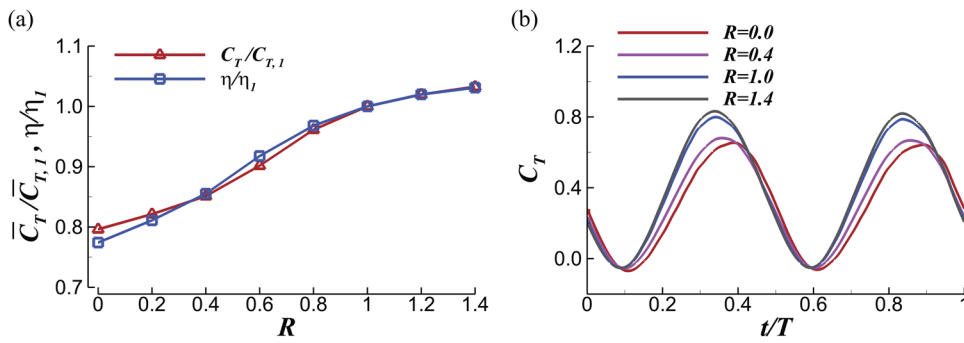 (a)
C̅_T/C̅_{T,1}, η/η_1
1.1
1.0
0.9
0.8
0.7
C_T/C_{T,1}
η/η_1
0 0.2 0.4 0.6 0.8 1 1.2 1.4
R
(b)
C_T
1.2
0.8
0.4
0.0
R=0.0
R=0.4
R=1.0
R=1.4
0 0.2 0.4 0.6 0.8 1
t/T